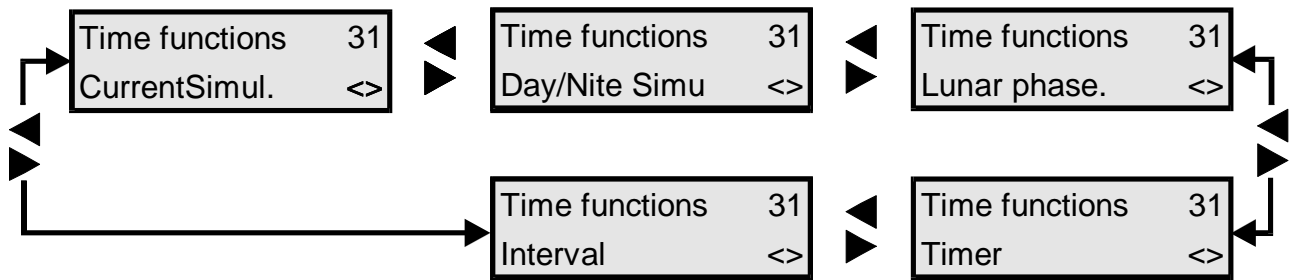 Time functions 31
CurrentSimul. <>
Time functions 31
Day/Nite Simu <>
Time functions 31
Lunar phase. <>
Time functions 31
Interval <>
Time functions 31
Timer <>